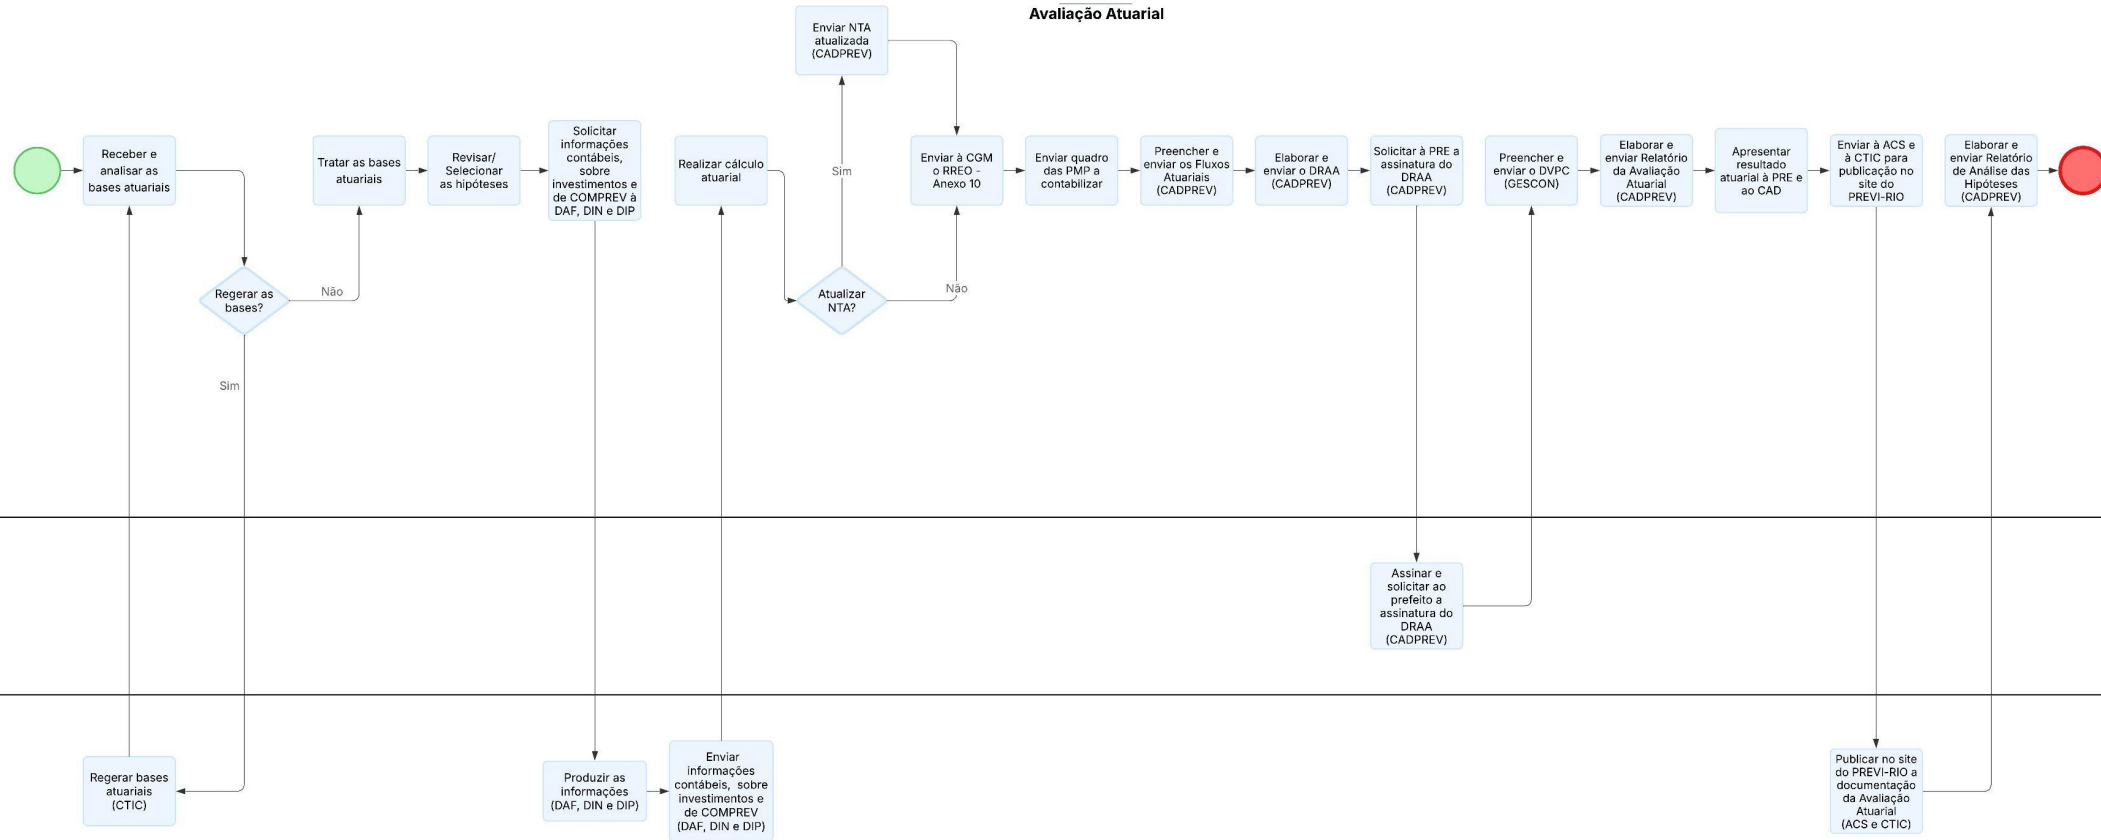 Avaliação Atuarial
Enviar NTA
atualizada
(CADPREV)
Receber e
analisar as
bases atuariais
Tratar as bases
atuariais
Revisar/
Selecionar
as hipóteses
Solicitar
informações
contábeis,
sobre
investimentos e
de COMPREV à
DAF, DIN e DIP
Realizar cálculo
atuarial
Sim
Enviar à CGM
o RREO -
Anexo 10
Enviar quadro
das PMP a
contabilizar
Preencher e
enviar os Fluxos
Atuariais
(CADPREV)
Elaborar e
enviar o DRAA
(CADPREV)
Solicitar à PRE a
assinatura do
DRAA
(CADPREV)
Preencher e
enviar o DVPC
(GESCON)
Elaborar e
enviar Relatório
da Avaliação
Atuarial
(CADPREV)
Apresentar
resultado
atuarial à PRE e
ao CAD
Enviar à ACS e
à CTIC para
publicação no
site do
PREVI-RIO
Elaborar e
enviar Relatório
de Análise das
Hipóteses
(CADPREV)
Regerar as
bases?
Não
Atualizar
NTA?
Não
Sim
Assinar e
solicitar ao
prefeito a
assinatura do
DRAA
(CADPREV)
Regerar bases
atuariais
(CTIC)
Produzir as
informações
(DAF, DIN e DIP)
Enviar
informações
contábeis, sobre
investimentos e
de COMPREV
(DAF, DIN e DIP)
Publicar no site
do PREVI-RIO a
documentação
da Avaliação
Atuarial
(ACS e CTIC)